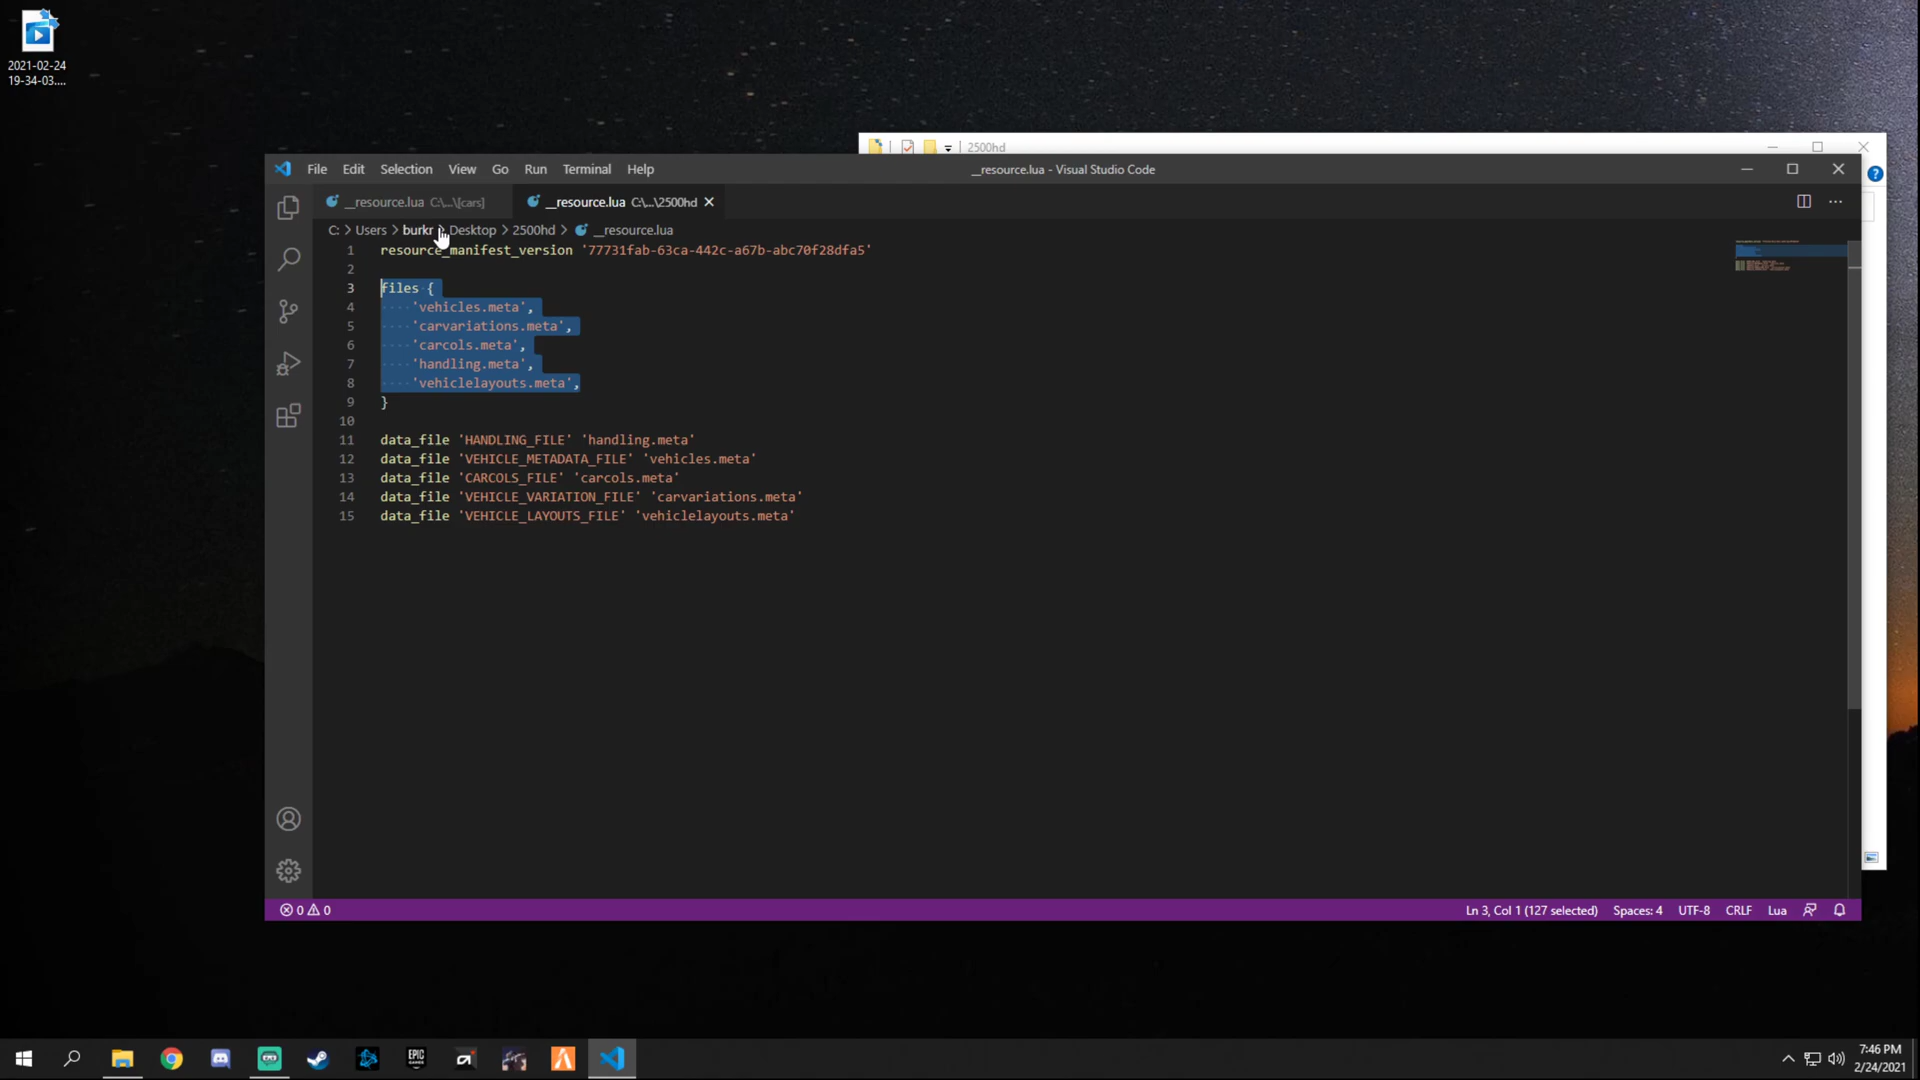 2021-02-24
19-34-03....
2500hd
File Edit Selection View Go Run Terminal Help
__resource.lua - Visual Studio Code
__resource.lua C:\...\[cars]
__resource.lua C:\...\2500hd
C: > Users > burkr > Desktop > 2500hd > __resource.lua
1 resource_manifest_version '77731fab-63ca-442c-a67b-abc70f28dfa5'
2
3 files {
4 'vehicles.meta',
5 'carvariations.meta',
6 'carcols.meta',
7 'handling.meta',
8 'vehiclelayouts.meta',
9 }
10
11 data_file 'HANDLING_FILE' 'handling.meta'
12 data_file 'VEHICLE_METADATA_FILE' 'vehicles.meta'
13 data_file 'CARCOLS_FILE' 'carcols.meta'
14 data_file 'VEHICLE_VARIATION_FILE' 'carvariations.meta'
15 data_file 'VEHICLE_LAYOUTS_FILE' 'vehiclelayouts.meta'
0 0
Ln 3, Col 1 (127 selected) Spaces: 4 UTF-8 CRLF Lua
EPIC
GAMES
7:46 PM
2/24/2021